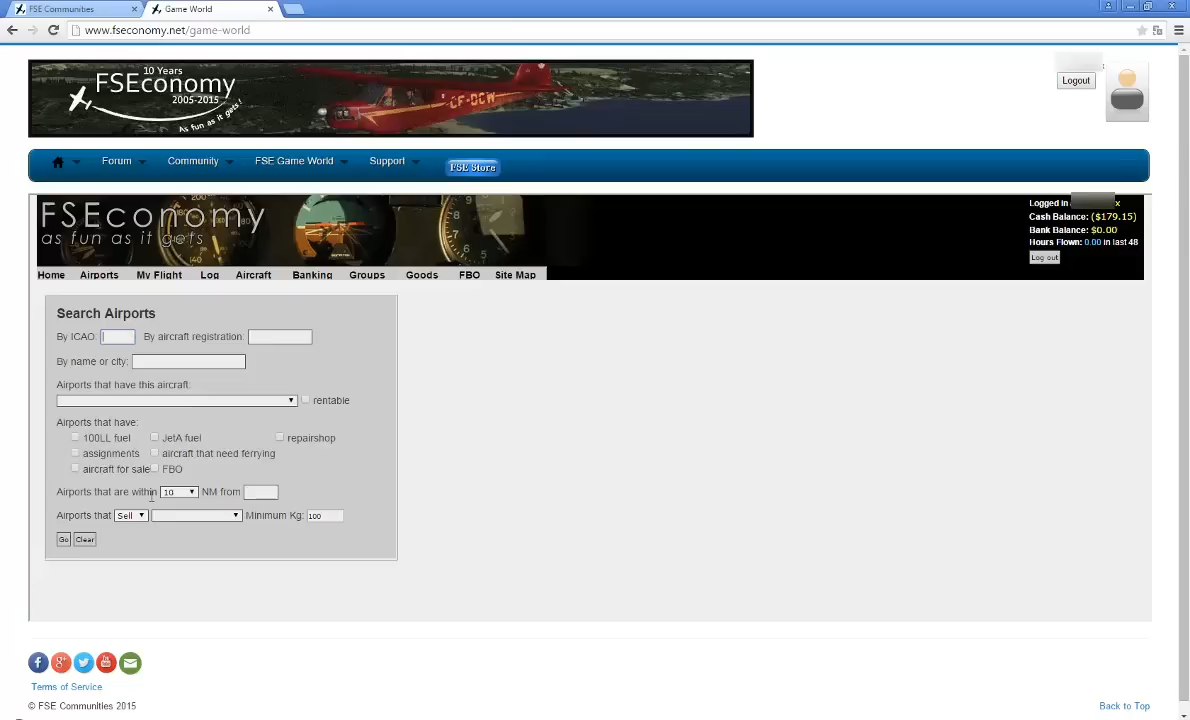 FSE Communities
Game World
www.fseconomy.net/game-world
10 Years
FSEconomy
2005-2015
As fun as it gets!
CF-DCW
Logout
Forum
Community
FSE Game World
Support
FSE Store
FSEconomy
as fun as it gets
Logged in
x
Cash Balance: ($179.15)
Bank Balance: $0.00
Hours Flown: 0.00 in last 48
Log out
Home Airports My Flight Log Aircraft Banking Groups Goods FBO Site Map
Search Airports
By ICAO: By aircraft registration:
By name or city:
Airports that have this aircraft:
rentable
Airports that have:
100LL fuel JetA fuel repairshop
assignments aircraft that need ferrying
aircraft for sale FBO
Airports that are within 10 NM from
Airports that Sell Minimum Kg: 100
Go Clear
Terms of Service
© FSE Communities 2015
Back to Top